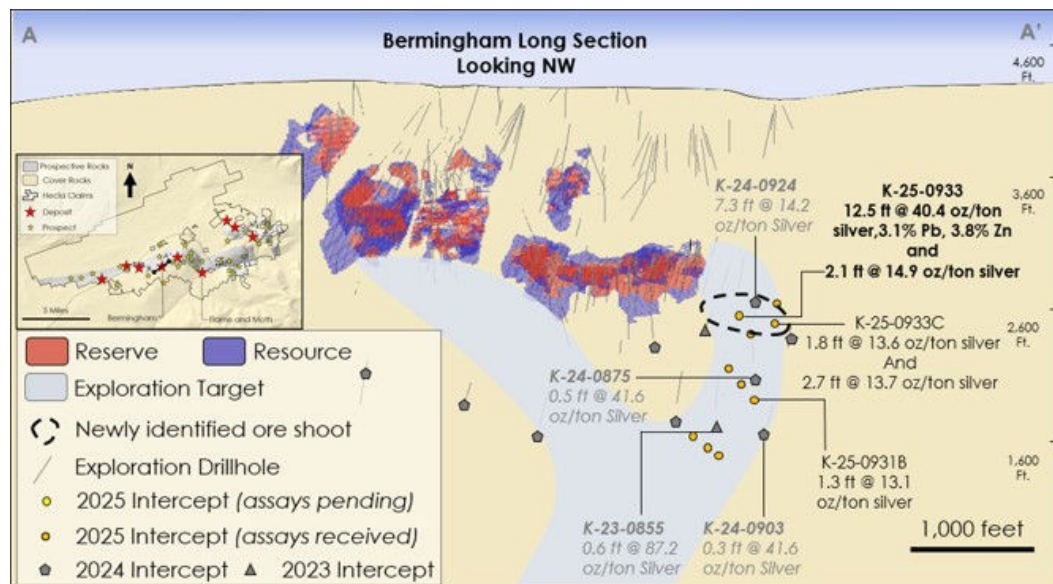 A
A'
Bermingham Long Section
Looking NW
4,600
Ft.
Prospective Rocks
Cover Rocks
Hecla Claims
Deposit
Prospect
N
3 Miles
Bermingham
Flame and Moth
3,600
Ft.
K-24-0924
7.3 ft @ 14.2
oz/ton Silver
K-25-0933
12.5 ft @ 40.4 oz/ton
silver,3.1% Pb, 3.8% Zn
and
2.1 ft @ 14.9 oz/ton silver
2,600
Ft.
K-25-0933C
1.8 ft @ 13.6 oz/ton silver
And
2.7 ft @ 13.7 oz/ton silver
K-24-0875
0.5 ft @ 41.6
oz/ton Silver
K-25-0931B
1.3 ft @ 13.1
oz/ton silver
1,600
Ft.
K-23-0855
0.6 ft @ 87.2
oz/ton Silver
K-24-0903
0.3 ft @ 41.6
oz/ton Silver
1,000 feet
Reserve
Resource
Exploration Target
Newly identified ore shoot
Exploration Drillhole
2025 Intercept (assays pending)
2025 Intercept (assays received)
2024 Intercept
2023 Intercept